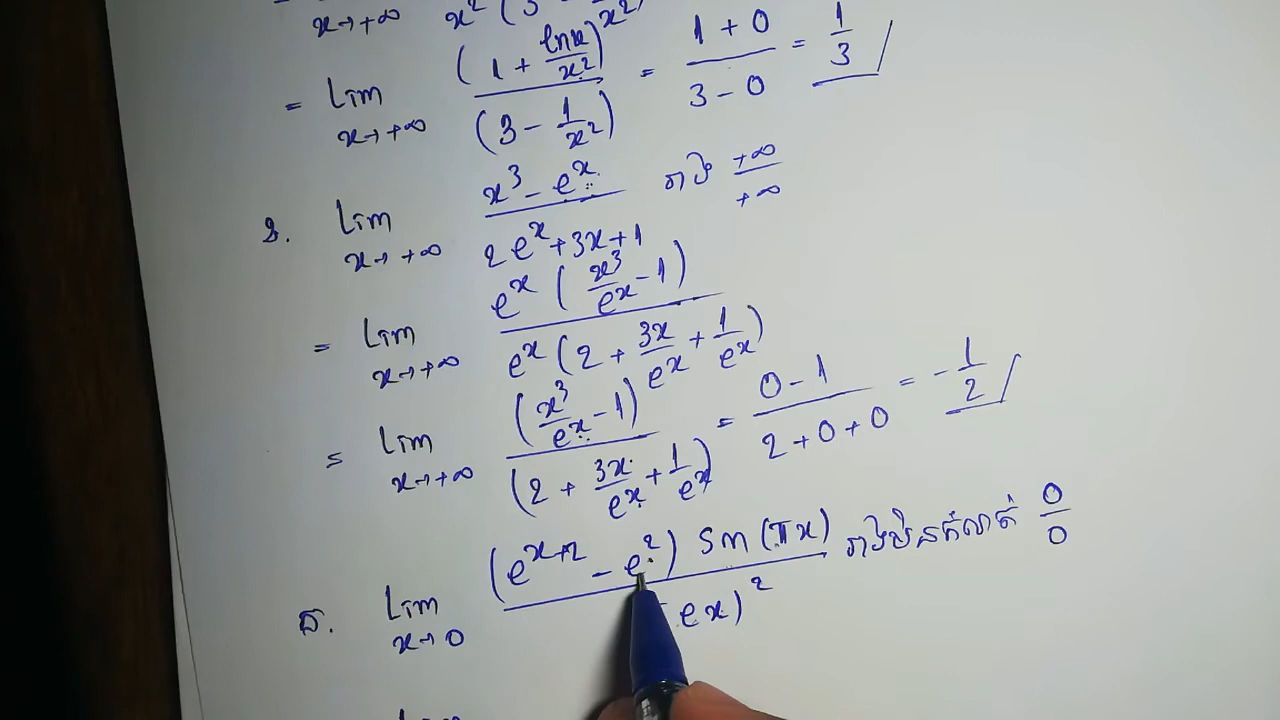 x→+∞ x² (3
= lim (1 + lnx/x²) / (3 − 1/x²) = (1 + 0)/(3 − 0) = 1/3
x→+∞
ខ. lim (x³ − eˣ)/(2eˣ + 3x + 1) រាង +∞/+∞
x→+∞
= lim eˣ (x³/eˣ − 1) / eˣ (2 + 3x/eˣ + 1/eˣ)
x→+∞
= lim (x³/eˣ − 1) / (2 + 3x/eˣ + 1/eˣ) = (0 − 1)/(2 + 0 + 0) = −1/2
x→+∞
lim (eˣ⁺² − e²) sin(πx) / ex)² រាងមិនកំណត់ 0/0
x→0